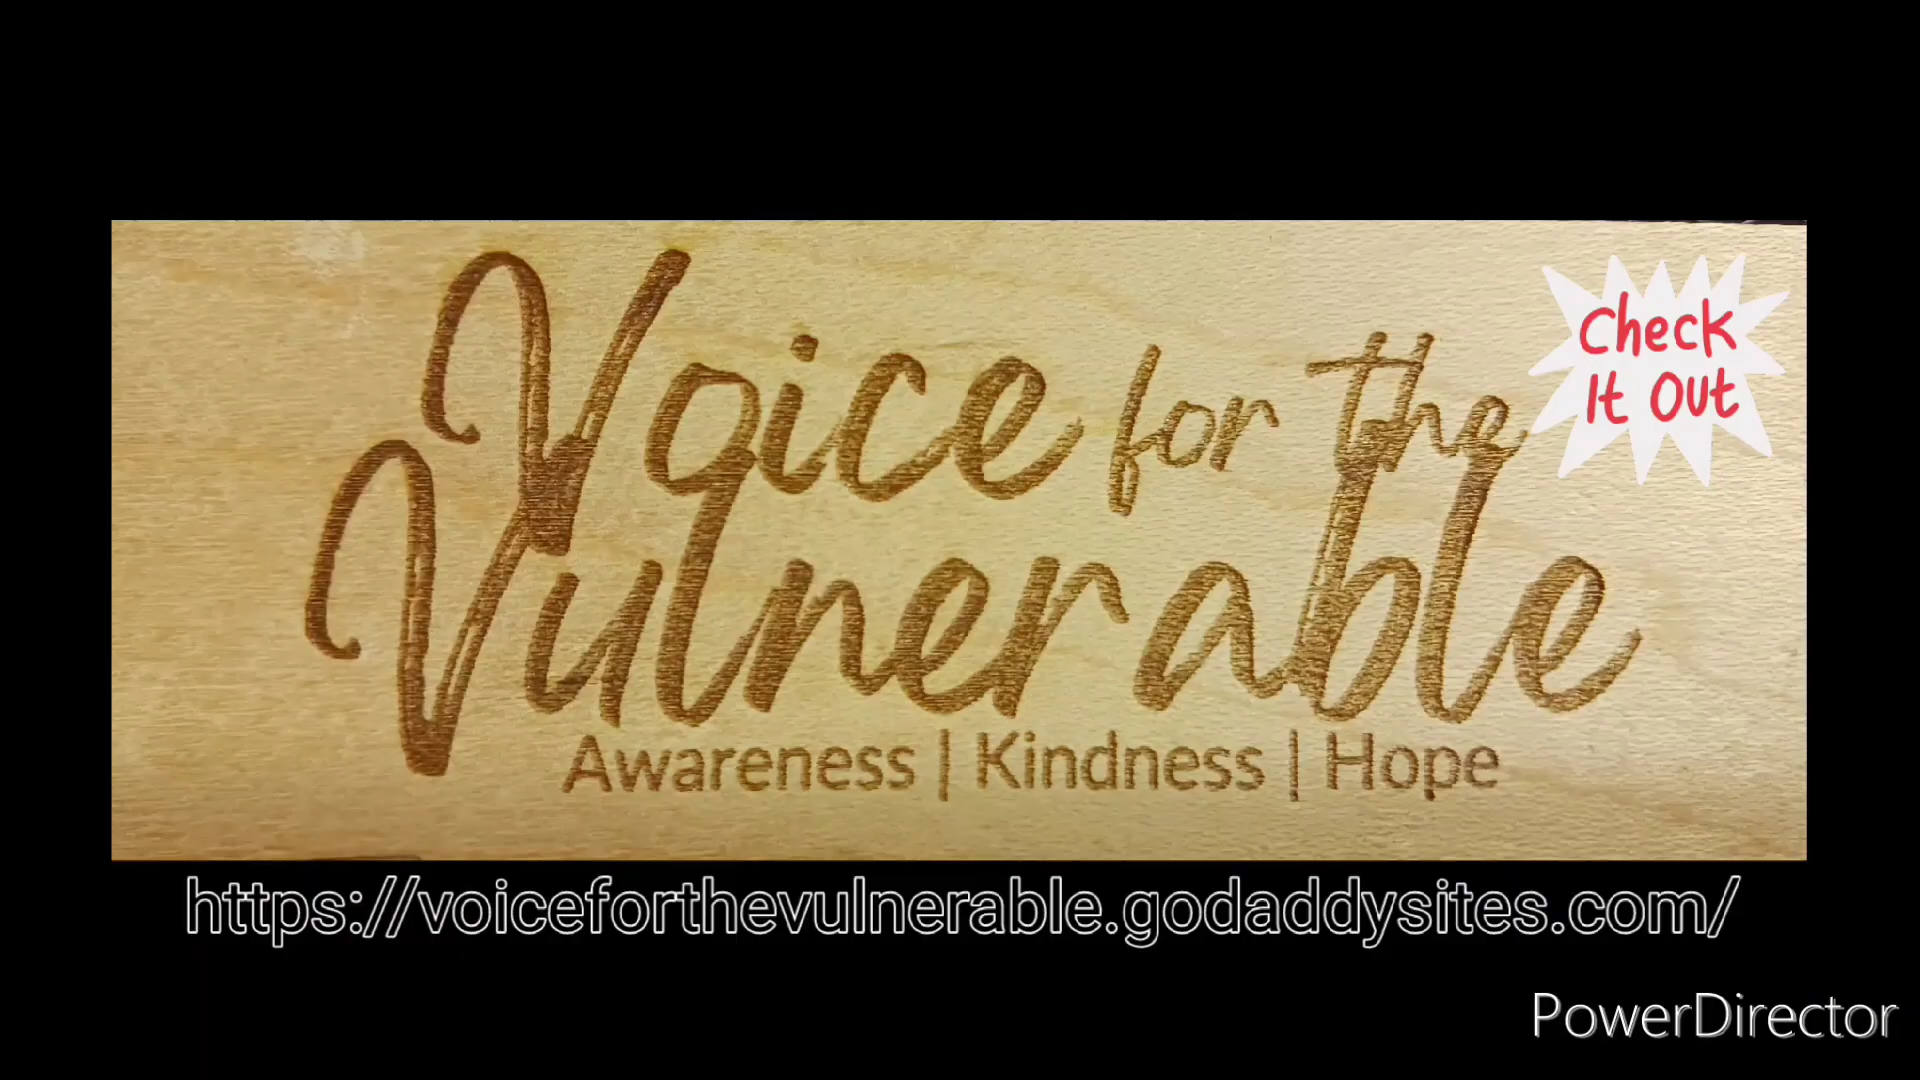 Voice for the
Vulnerable
Awareness | Kindness | Hope
Check
It Out
https://voiceforthevulnerable.godaddysites.com/
PowerDirector